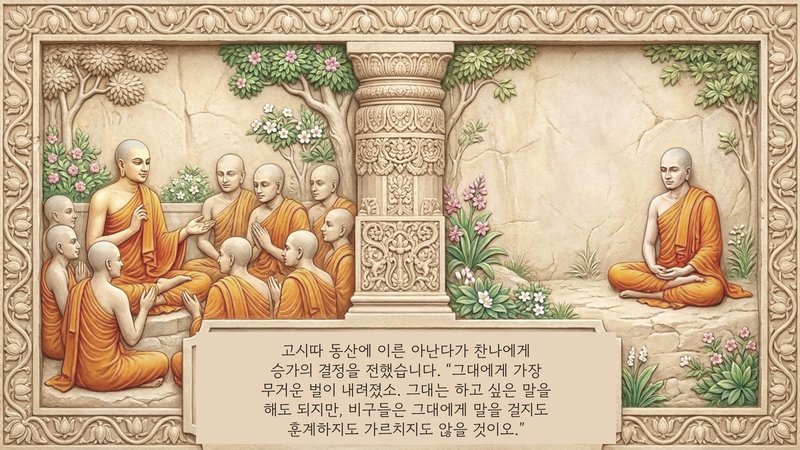 고시따 동산에 이른 아난다가 찬나에게
승가의 결정을 전했습니다. “그대에게 가장
무거운 벌이 내려졌소. 그대는 하고 싶은 말을
해도 되지만, 비구들은 그대에게 말을 걸지도
훈계하지도 가르치지도 않을 것이오.”